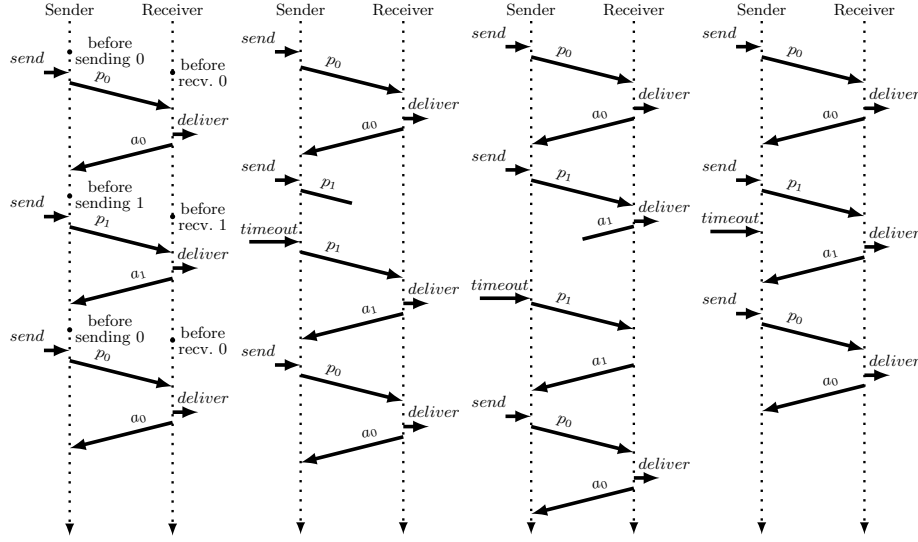 Sender Receiver
before
sending 0
send
before
recv. 0
p0
deliver
a0
before
sending 1
send
before
recv. 1
p1
deliver
a1
before
sending 0
send
before
recv. 0
p0
deliver
a0
Sender Receiver
send
p0
deliver
a0
send
p1
timeout
p1
deliver
a1
send
p0
deliver
a0
Sender Receiver
send
p0
deliver
a0
send
p1
deliver
a1
timeout
p1
a1
send
p0
deliver
a0
Sender Receiver
send
p0
deliver
a0
send
p1
timeout
deliver
a1
send
p0
deliver
a0